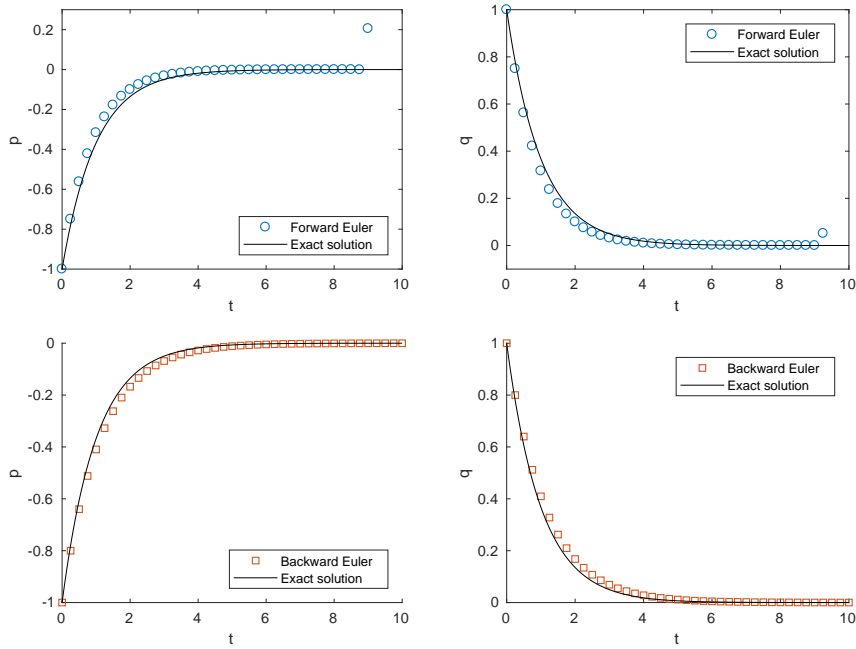 0.2
0
-0.2
-0.4
-0.6
-0.8
-1
p
0 2 4 6 8 10
t
Forward Euler
Exact solution
1
0.8
0.6
0.4
0.2
0
q
0 2 4 6 8 10
t
Forward Euler
Exact solution
0
-0.2
-0.4
-0.6
-0.8
-1
p
0 2 4 6 8 10
t
Backward Euler
Exact solution
1
0.8
0.6
0.4
0.2
0
q
0 2 4 6 8 10
t
Backward Euler
Exact solution